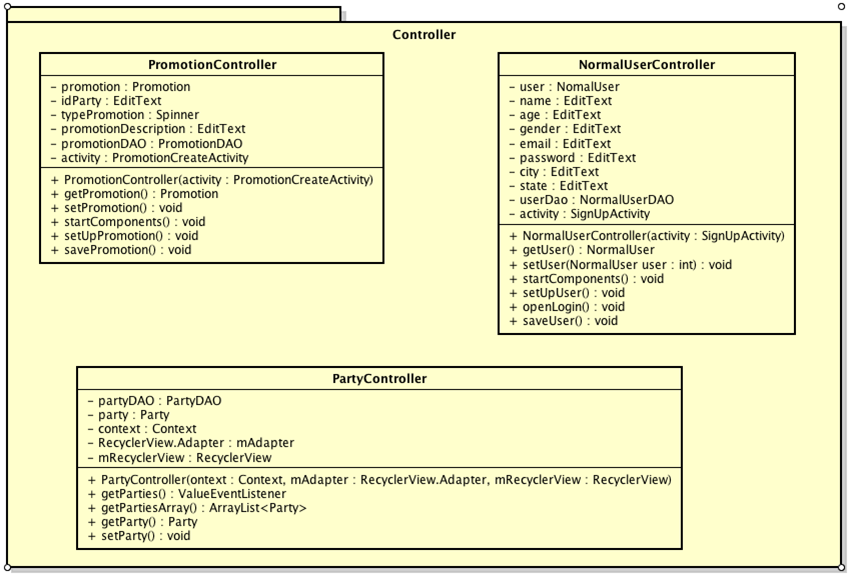 Controller
PromotionController
- promotion : Promotion
- idParty : EditText
- typePromotion : Spinner
- promotionDescription : EditText
- promotionDAO : PromotionDAO
- activity : PromotionCreateActivity
+ PromotionController(activity : PromotionCreateActivity)
+ getPromotion() : Promotion
+ setPromotion() : void
+ startComponents() : void
+ setUpPromotion() : void
+ savePromotion() : void
NormalUserController
- user : NomalUser
- name : EditText
- age : EditText
- gender : EditText
- email : EditText
- password : EditText
- city : EditText
- state : EditText
- userDao : NormalUserDAO
- activity : SignUpActivity
+ NormalUserController(activity : SignUpActivity)
+ getUser() : NormalUser
+ setUser(NormalUser user : int) : void
+ startComponents() : void
+ setUpUser() : void
+ openLogin() : void
+ saveUser() : void
PartyController
- partyDAO : PartyDAO
- party : Party
- context : Context
- RecyclerView.Adapter : mAdapter
- mRecyclerView : RecyclerView
+ PartyController(ontext : Context, mAdapter : RecyclerView.Adapter, mRecyclerView : RecyclerView)
+ getParties() : ValueEventListener
+ getPartiesArray() : ArrayList<Party>
+ getParty() : Party
+ setParty() : void